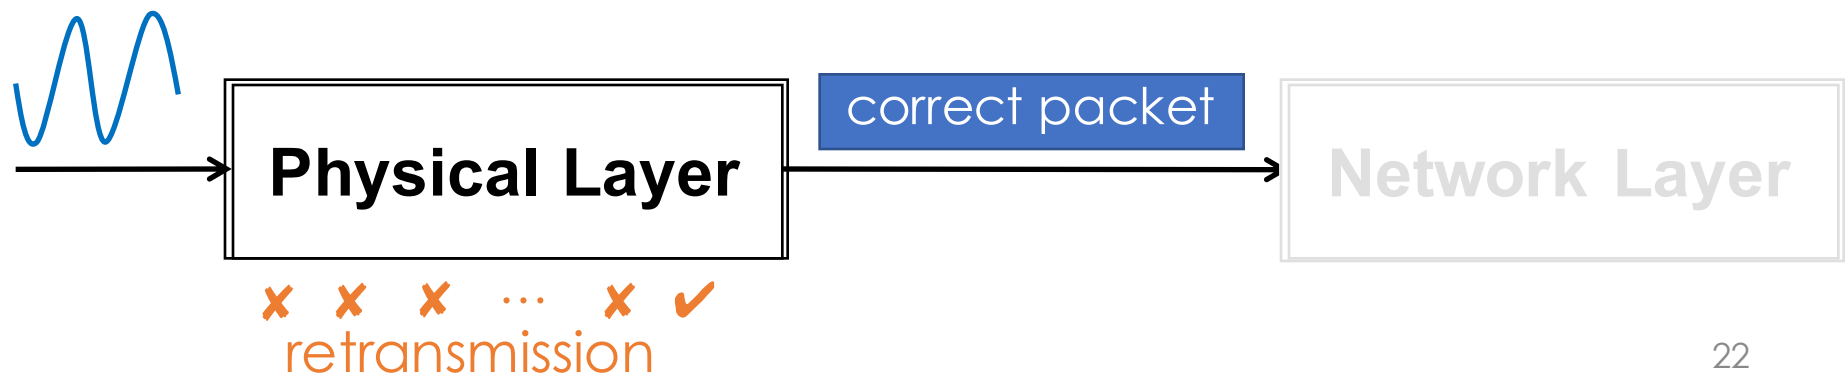 correct packet
Physical Layer
Network Layer
✘ ✘ ✘ … ✘ ✔
retransmission
22